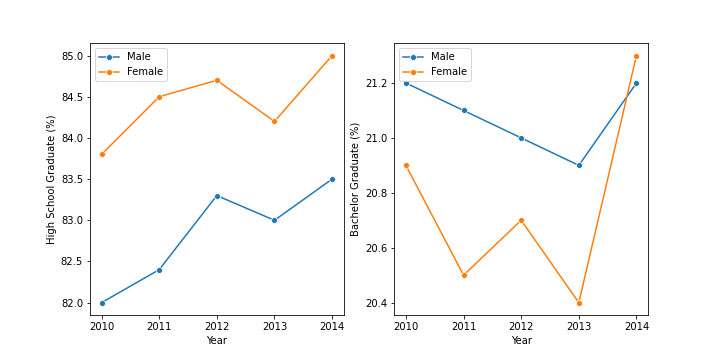 High School Graduate (%)
85.0
84.5
84.0
83.5
83.0
82.5
82.0
Male
Female
2010 2011 2012 2013 2014
Year
Bachelor Graduate (%)
21.2
21.0
20.8
20.6
20.4
Male
Female
2010 2011 2012 2013 2014
Year